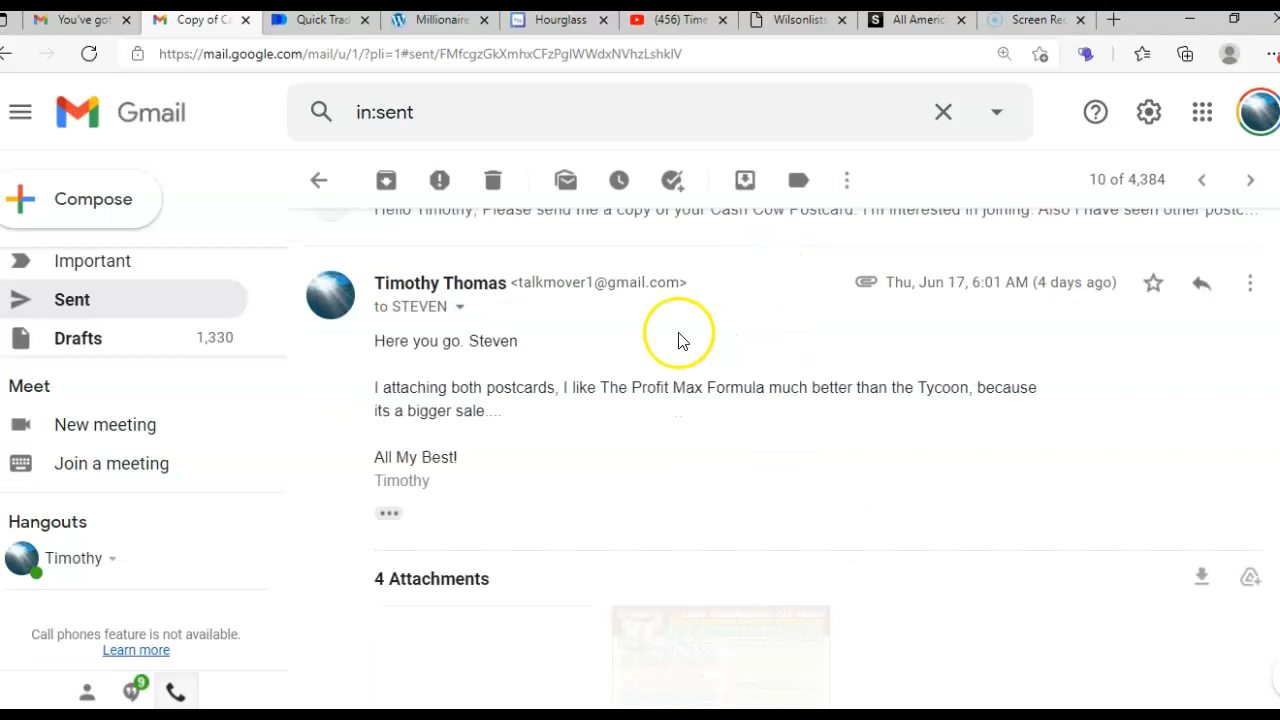 You've got
Copy of Ca
Quick Trad
Millionaire
Hourglass
(456) Time
Wilsonlists
All Americ
Screen Rec
https://mail.google.com/mail/u/1/?pli=1#sent/FMfcgzGkXmhxCFzPglWWdxNVhzLshklV
Gmail
in:sent
Compose
10 of 4,384
Hello Timothy, Please send me a copy of your Cash Cow Postcard. I'm interested in joining. Also I have seen other postc...
Important
Sent
Drafts 1,330
Meet
New meeting
Join a meeting
Hangouts
Timothy
Call phones feature is not available.
Learn more
9
Timothy Thomas <talkmover1@gmail.com>
Thu, Jun 17, 6:01 AM (4 days ago)
to STEVEN
Here you go. Steven
I attaching both postcards, I like The Profit Max Formula much better than the Tycoon, because
its a bigger sale....
All My Best!
Timothy
4 Attachments